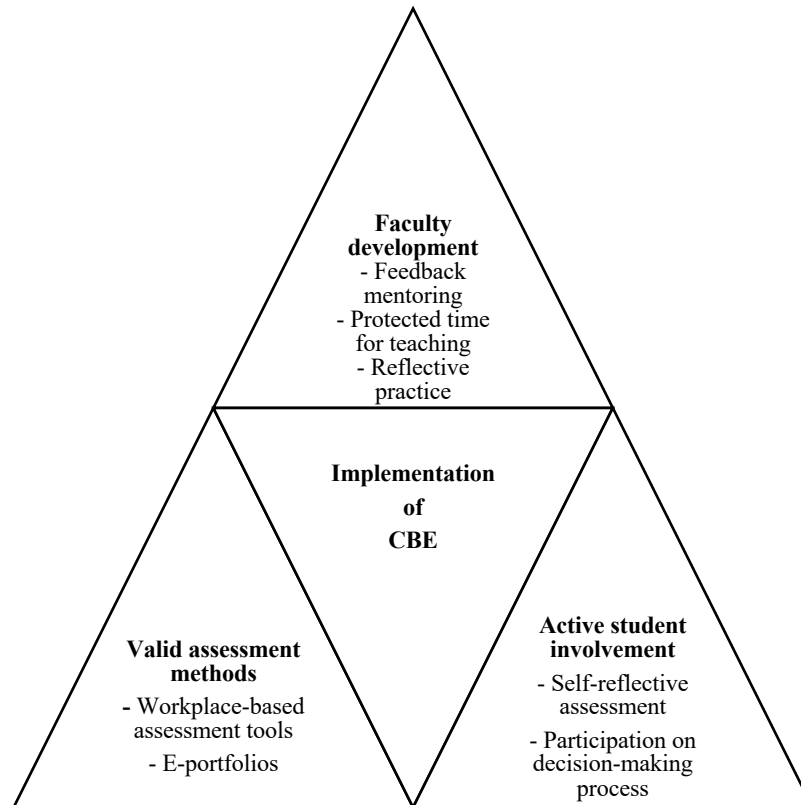 Faculty
development
- Feedback
mentoring
- Protected time
for teaching
- Reflective
practice
Implementation
of
CBE
Valid assessment
methods
- Workplace-based
assessment tools
- E-portfolios
Active student
involvement
- Self-reflective
assessment
- Participation on
decision-making
process